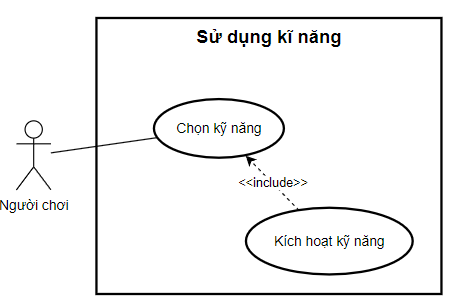 Sử dụng kĩ năng
Chọn kỹ năng
<<include>>
Người chơi
Kích hoạt kỹ năng